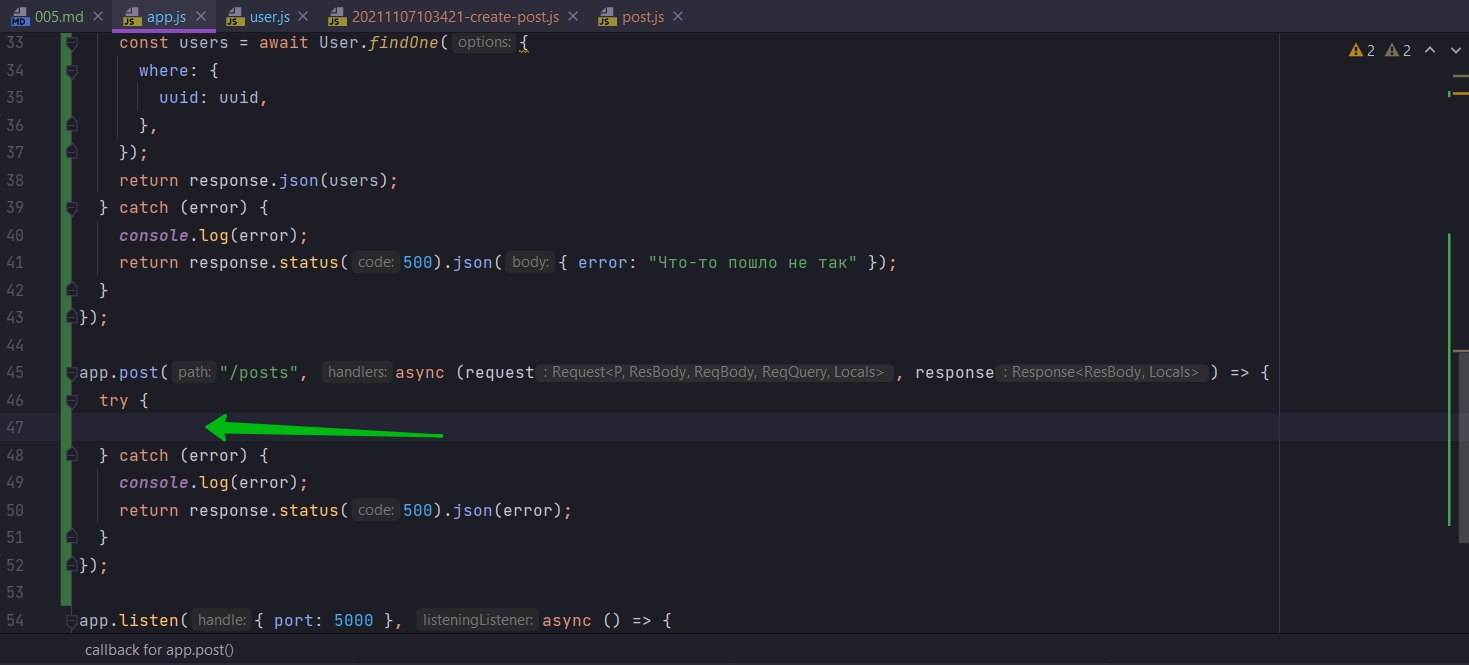 005.md app.js user.js 20211107103421-create-post.js post.js
33 const users = await User.findOne( options: {
2 2
34 where: {
35 uuid: uuid,
36 },
37 });
38 return response.json(users);
39 } catch (error) {
40 console.log(error);
41 return response.status( code: 500).json( body: { error: "Что-то пошло не так" });
42 }
43 });
44
45 app.post( path: "/posts", handlers: async (request : Request<P, ResBody, ReqBody, ReqQuery, Locals> , response : Response<ResBody, Locals> ) => {
46 try {
47
48 } catch (error) {
49 console.log(error);
50 return response.status( code: 500).json(error);
51 }
52 });
53
54 app.listen( handle: { port: 5000 }, listeningListener: async () => {
callback for app.post()